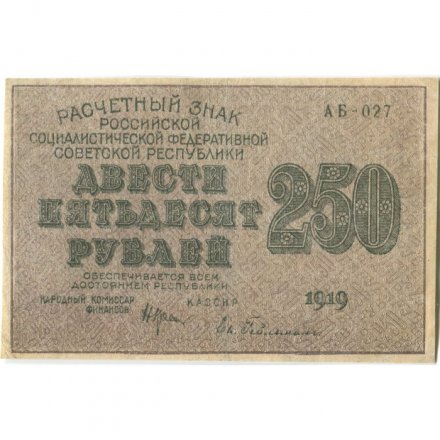 РАСЧЕТНЫЙ ЗНАК
РОССИЙСКОЙ
СОЦИАЛИСТИЧЕСКОЙ ФЕДЕРАТИВНОЙ
СОВЕТСКОЙ РЕСПУБЛИКИ
АБ-027
ДВЕСТИ
ПЯТЬДЕСЯТ
РУБЛЕЙ
250
ОБЕСПЕЧИВАЕТСЯ ВСЕМ
ДОСТОЯНИЕМ РЕСПУБЛИКИ
НАРОДНЫЙ КОМИССАР
ФИНАНСОВ
КАССИР
1919